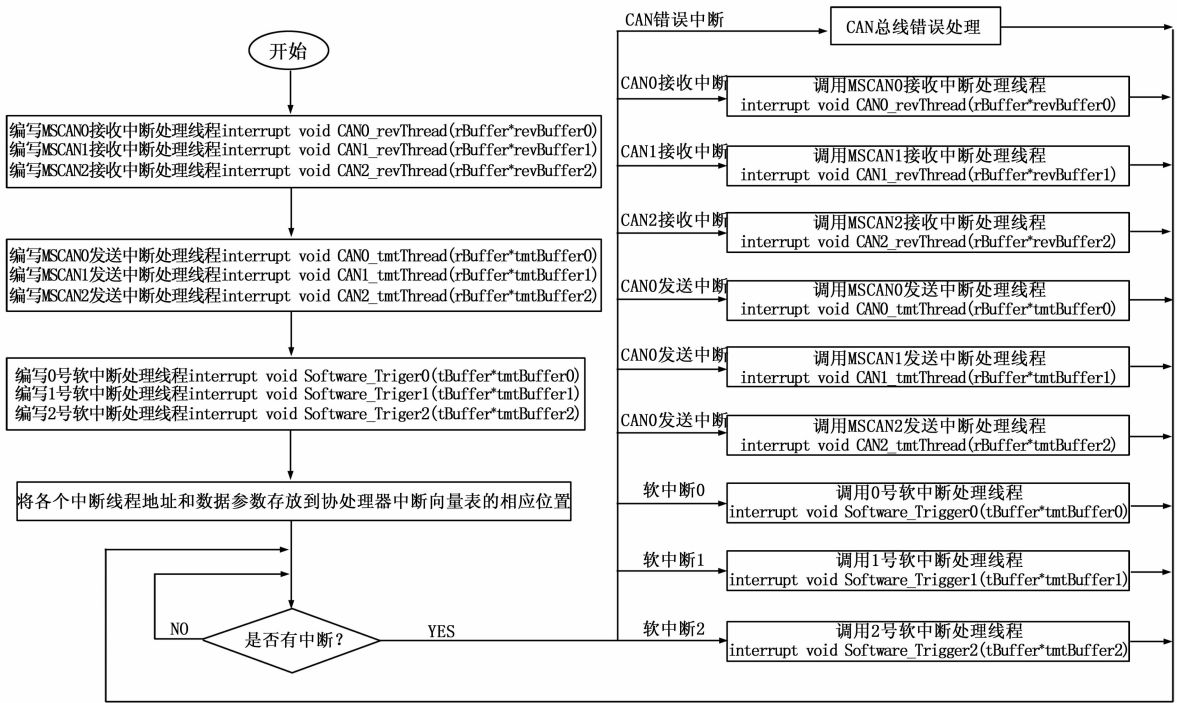 开始
编写MSCAN0接收中断处理线程interrupt void CAN0_revThread(rBuffer*revBuffer0)
编写MSCAN1接收中断处理线程interrupt void CAN1_revThread(rBuffer*revBuffer1)
编写MSCAN2接收中断处理线程interrupt void CAN2_revThread(rBuffer*revBuffer2)
编写MSCAN0发送中断处理线程interrupt void CAN0_tmtThread(rBuffer*tmtBuffer0)
编写MSCAN1发送中断处理线程interrupt void CAN1_tmtThread(rBuffer*tmtBuffer1)
编写MSCAN2发送中断处理线程interrupt void CAN2_tmtThread(rBuffer*tmtBuffer2)
编写0号软中断处理线程interrupt void Software_Triger0(tBuffer*tmtBuffer0)
编写1号软中断处理线程interrupt void Software_Triger1(tBuffer*tmtBuffer1)
编写2号软中断处理线程interrupt void Software_Triger2(tBuffer*tmtBuffer2)
将各个中断线程地址和数据参数存放到协处理器中断向量表的相应位置
是否有中断?
NO
YES
CAN错误中断
CAN总线错误处理
CAN0接收中断
调用MSCAN0接收中断处理线程
interrupt void CAN0_revThread(rBuffer*revBuffer0)
CAN1接收中断
调用MSCAN1接收中断处理线程
interrupt void CAN1_revThread(rBuffer*revBuffer1)
CAN2接收中断
调用MSCAN2接收中断处理线程
interrupt void CAN2_revThread(rBuffer*revBuffer2)
CAN0发送中断
调用MSCAN0发送中断处理线程
interrupt void CAN0_tmtThread(rBuffer*tmtBuffer0)
CAN0发送中断
调用MSCAN1发送中断处理线程
interrupt void CAN1_tmtThread(rBuffer*tmtBuffer1)
CAN0发送中断
调用MSCAN2发送中断处理线程
interrupt void CAN2_tmtThread(rBuffer*tmtBuffer2)
软中断0
调用0号软中断处理线程
interrupt void Software_Trigger0(tBuffer*tmtBuffer0)
软中断1
调用1号软中断处理线程
interrupt void Software_Trigger1(tBuffer*tmtBuffer1)
软中断2
调用2号软中断处理线程
interrupt void Software_Trigger2(tBuffer*tmtBuffer2)